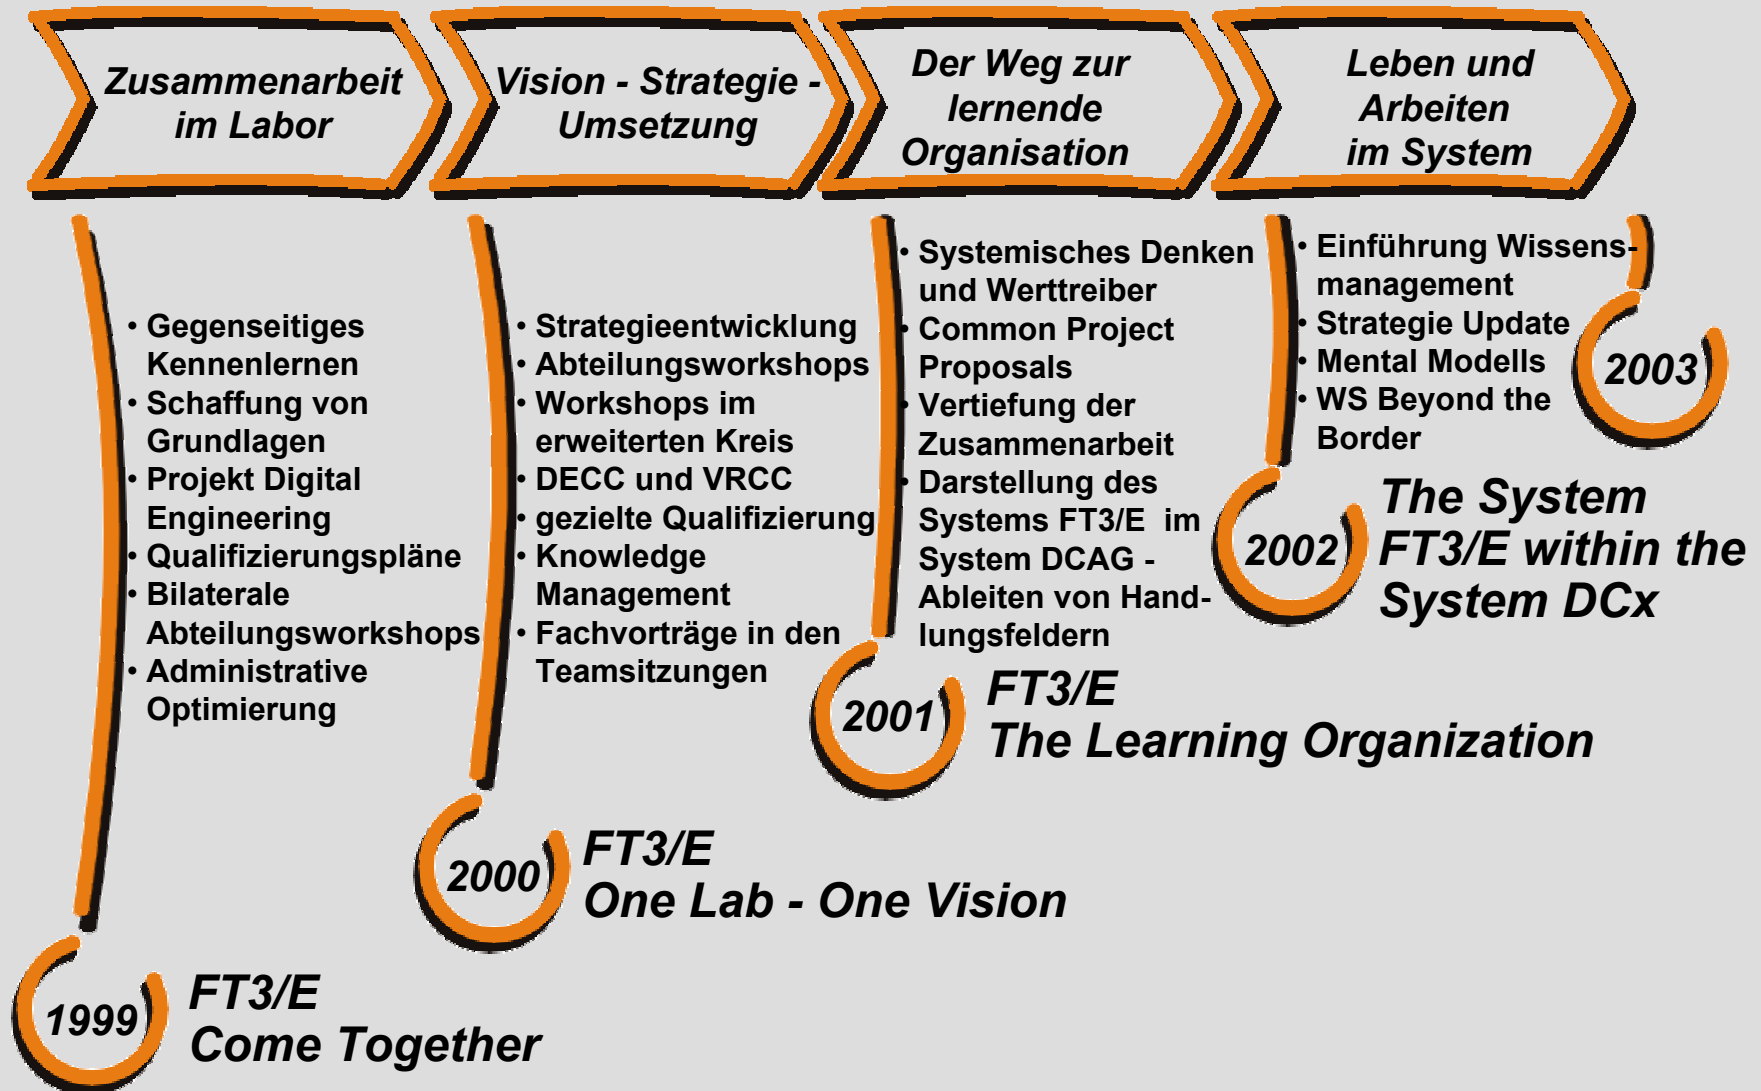 Zusammenarbeit
im Labor
Vision - Strategie -
Umsetzung
Der Weg zur
lernende
Organisation
Leben und
Arbeiten
im System
• Gegenseitiges
Kennenlernen
• Schaffung von
Grundlagen
• Projekt Digital
Engineering
• Qualifizierungspläne
• Bilaterale
Abteilungsworkshops
• Administrative
Optimierung
1999
FT3/E
Come Together
• Strategieentwicklung
• Abteilungsworkshops
• Workshops im
erweiterten Kreis
• DECC und VRCC
• gezielte Qualifizierung
• Knowledge
Management
• Fachvorträge in den
Teamsitzungen
2000
FT3/E
One Lab - One Vision
• Systemisches Denken
und Werttreiber
• Common Project
Proposals
• Vertiefung der
Zusammenarbeit
• Darstellung des
Systems FT3/E im
System DCAG -
Ableiten von Hand-
lungsfeldern
2001
FT3/E
The Learning Organization
• Einführung Wissens-
management
• Strategie Update
• Mental Modells
• WS Beyond the
Border
2002
The System
FT3/E within the
System DCx
2003